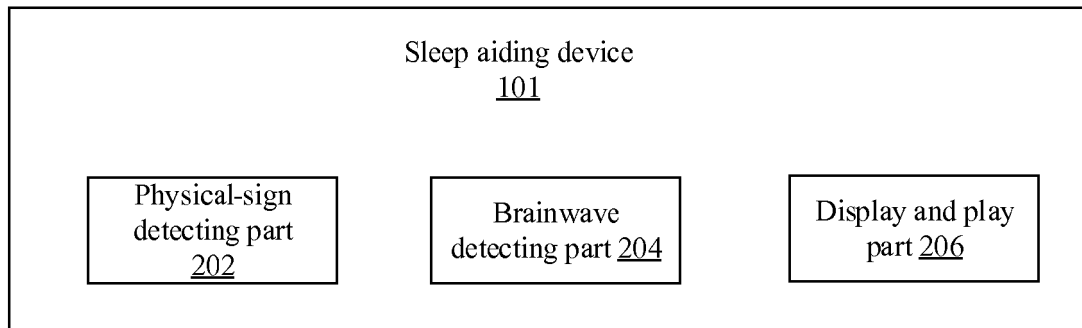 Sleep aiding device
101
Physical-sign
detecting part
202
Brainwave
detecting part 204
Display and play
part 206